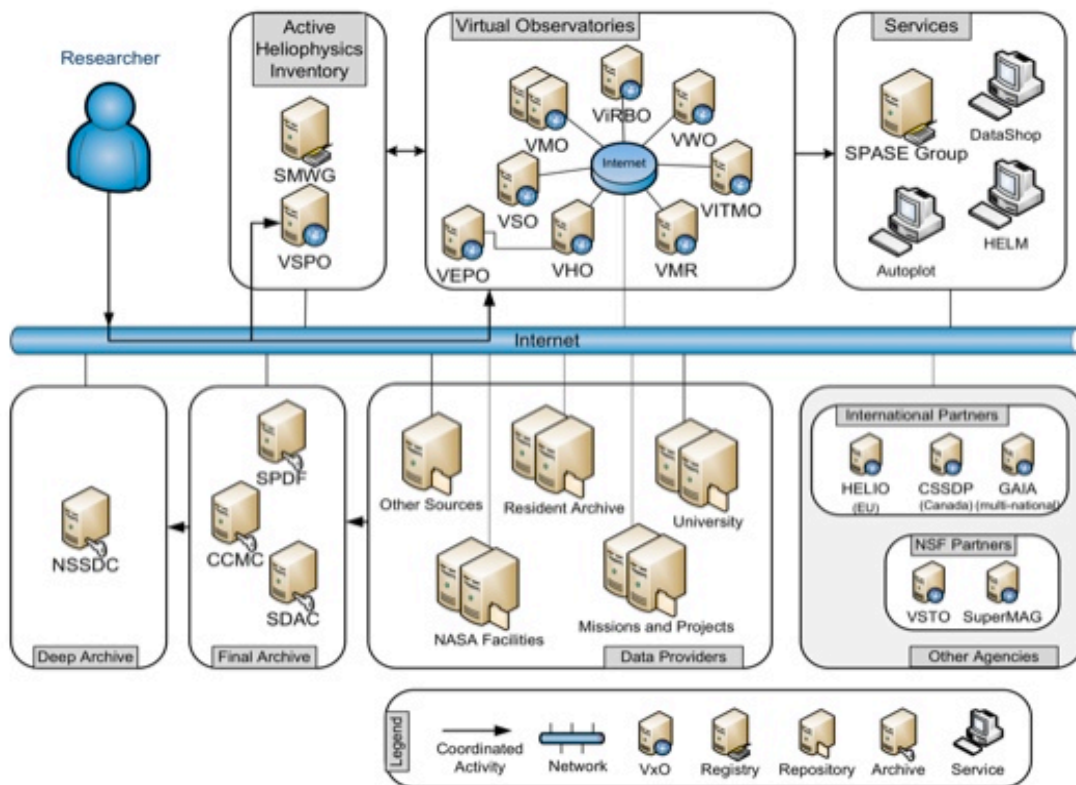 Researcher
Active
Heliophysics
Inventory
SMWG
VSPO
Virtual Observatories
ViRBO
VMO
VWO
Internet
VSO
VITMO
VEPO
VHO
VMR
Services
DataShop
SPASE Group
HELM
Autoplot
Internet
NSSDC
Deep Archive
SPDF
CCMC
SDAC
Final Archive
Other Sources
Resident Archive
University
NASA Facilities
Missions and Projects
Data Providers
International Partners
HELIO
(EU)
CSSDP
(Canada)
GAIA
(multi-national)
NSF Partners
VSTO
SuperMAG
Other Agencies
Legend
Coordinated
Activity
Network
VxO
Registry
Repository
Archive
Service